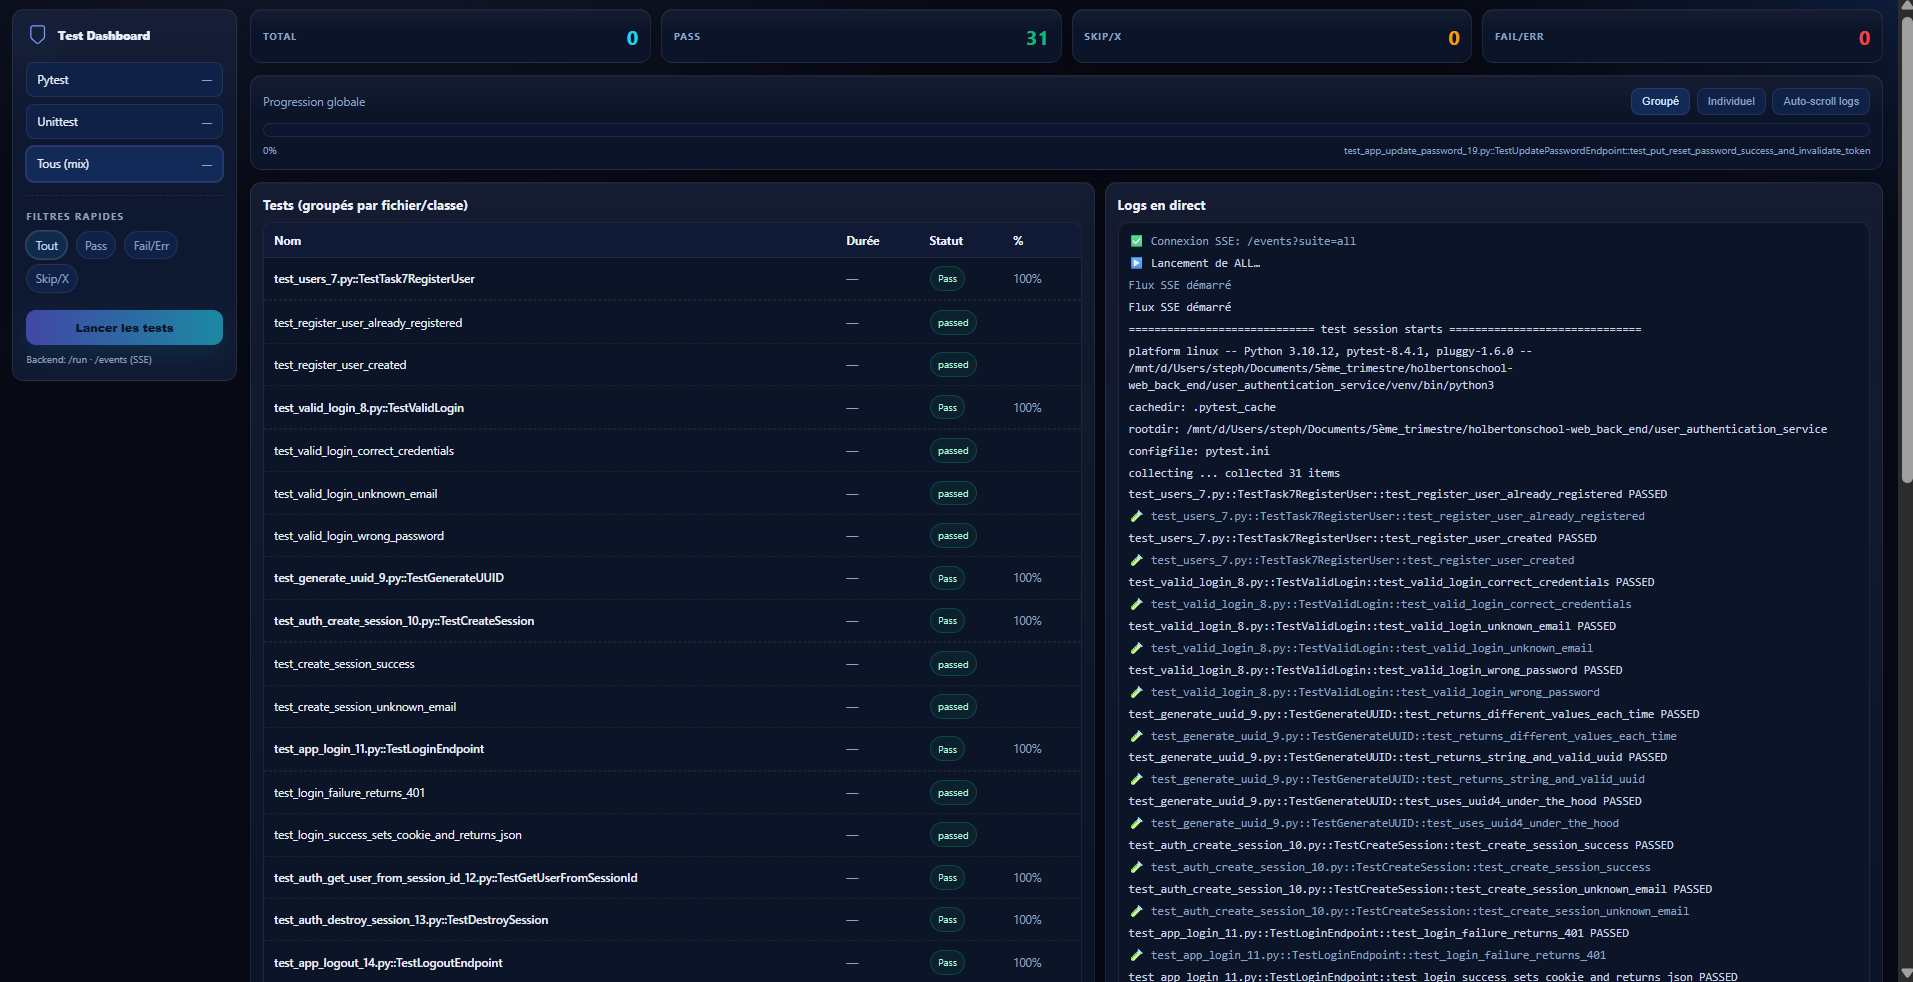 Test Dashboard
Pytest —
Unittest —
Tous (mix) —
FILTRES RAPIDES
Tout Pass Fail/Err
Skip/X
Lancer les tests
Backend: /run · /events (SSE)
TOTAL 0
PASS 31
SKIP/X 0
FAIL/ERR 0
Progression globale
Groupé Individuel Auto-scroll logs
0% test_app_update_password_19.py::TestUpdatePasswordEndpoint::test_put_reset_password_success_and_invalidate_token
Tests (groupés par fichier/classe)
Nom Durée Statut %
test_users_7.py::TestTask7RegisterUser — Pass 100%
test_register_user_already_registered — passed
test_register_user_created — passed
test_valid_login_8.py::TestValidLogin — Pass 100%
test_valid_login_correct_credentials — passed
test_valid_login_unknown_email — passed
test_valid_login_wrong_password — passed
test_generate_uuid_9.py::TestGenerateUUID — Pass 100%
test_auth_create_session_10.py::TestCreateSession — Pass 100%
test_create_session_success — passed
test_create_session_unknown_email — passed
test_app_login_11.py::TestLoginEndpoint — Pass 100%
test_login_failure_returns_401 — passed
test_login_success_sets_cookie_and_returns_json — passed
test_auth_get_user_from_session_id_12.py::TestGetUserFromSessionId — Pass 100%
test_auth_destroy_session_13.py::TestDestroySession — Pass 100%
test_app_logout_14.py::TestLogoutEndpoint — Pass 100%
Logs en direct
✅ Connexion SSE: /events?suite=all
▶️ Lancement de ALL…
Flux SSE démarré
Flux SSE démarré
============================= test session starts ==============================
platform linux -- Python 3.10.12, pytest-8.4.1, pluggy-1.6.0 --
/mnt/d/Users/steph/Documents/5ème_trimestre/holbertonschool-
web_back_end/user_authentication_service/venv/bin/python3
cachedir: .pytest_cache
rootdir: /mnt/d/Users/steph/Documents/5ème_trimestre/holbertonschool-web_back_end/user_authentication_service
configfile: pytest.ini
collecting ... collected 31 items
test_users_7.py::TestTask7RegisterUser::test_register_user_already_registered PASSED
test_users_7.py::TestTask7RegisterUser::test_register_user_already_registered
test_users_7.py::TestTask7RegisterUser::test_register_user_created PASSED
test_users_7.py::TestTask7RegisterUser::test_register_user_created
test_valid_login_8.py::TestValidLogin::test_valid_login_correct_credentials PASSED
test_valid_login_8.py::TestValidLogin::test_valid_login_correct_credentials
test_valid_login_8.py::TestValidLogin::test_valid_login_unknown_email PASSED
test_valid_login_8.py::TestValidLogin::test_valid_login_unknown_email
test_valid_login_8.py::TestValidLogin::test_valid_login_wrong_password PASSED
test_valid_login_8.py::TestValidLogin::test_valid_login_wrong_password
test_generate_uuid_9.py::TestGenerateUUID::test_returns_different_values_each_time PASSED
test_generate_uuid_9.py::TestGenerateUUID::test_returns_different_values_each_time
test_generate_uuid_9.py::TestGenerateUUID::test_returns_string_and_valid_uuid PASSED
test_generate_uuid_9.py::TestGenerateUUID::test_returns_string_and_valid_uuid
test_generate_uuid_9.py::TestGenerateUUID::test_uses_uuid4_under_the_hood PASSED
test_generate_uuid_9.py::TestGenerateUUID::test_uses_uuid4_under_the_hood
test_auth_create_session_10.py::TestCreateSession::test_create_session_success PASSED
test_auth_create_session_10.py::TestCreateSession::test_create_session_success
test_auth_create_session_10.py::TestCreateSession::test_create_session_unknown_email PASSED
test_auth_create_session_10.py::TestCreateSession::test_create_session_unknown_email
test_app_login_11.py::TestLoginEndpoint::test_login_failure_returns_401 PASSED
test_app_login_11.py::TestLoginEndpoint::test_login_failure_returns_401
test_app_login_11.py::TestLoginEndpoint::test_login_success_sets_cookie_and_returns_json PASSED